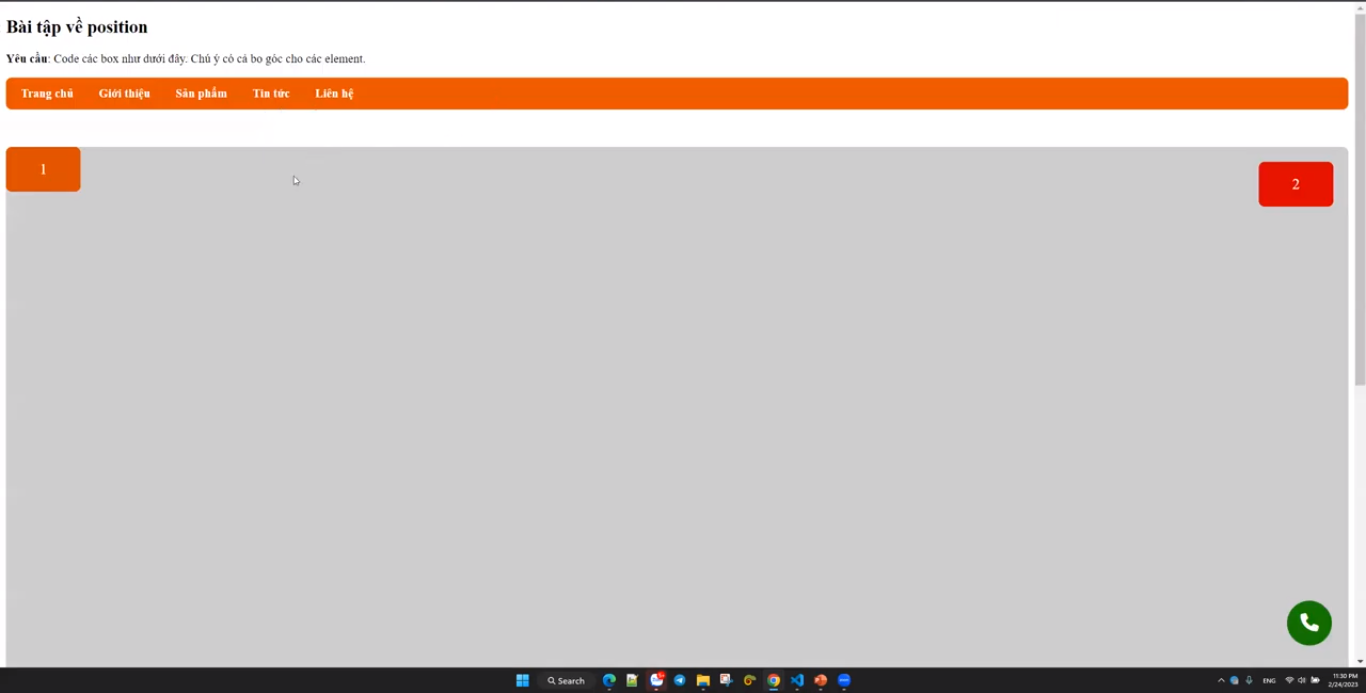 Bài tập về position
Yêu cầu: Code các box như dưới đây. Chú ý có cả bo góc cho các element.
Trang chủ Giới thiệu Sản phẩm Tin tức Liên hệ
1
2
Search
ENG
11:30 PM
2/24/2023